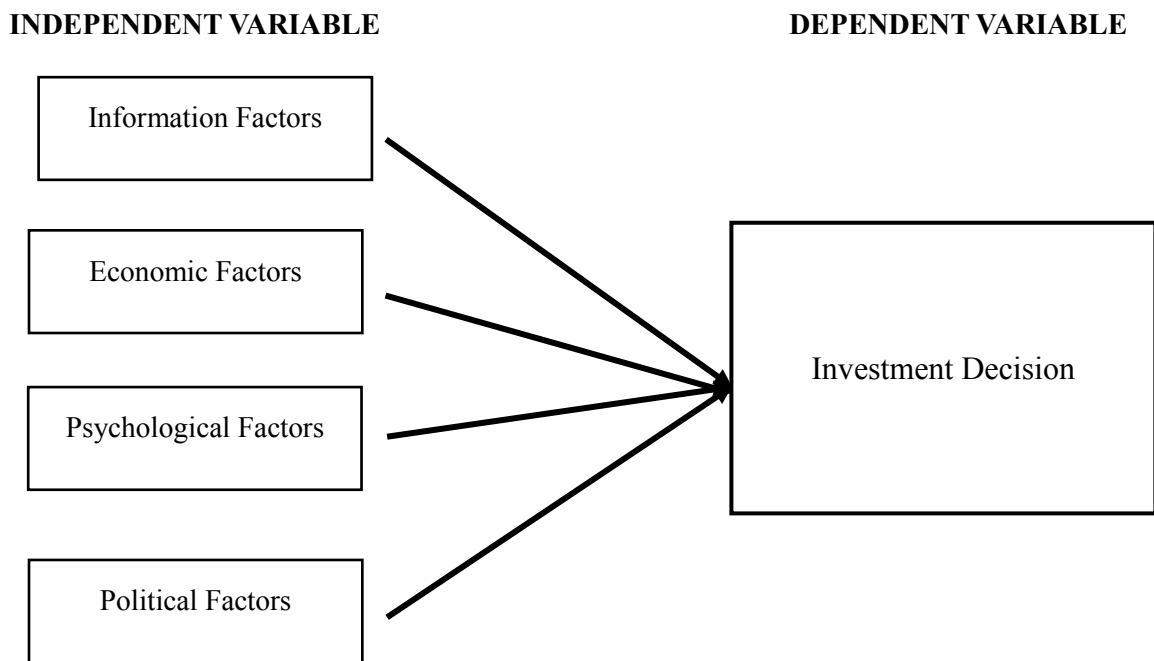 INDEPENDENT VARIABLE
DEPENDENT VARIABLE
Information Factors
Economic Factors
Psychological Factors
Political Factors
Investment Decision